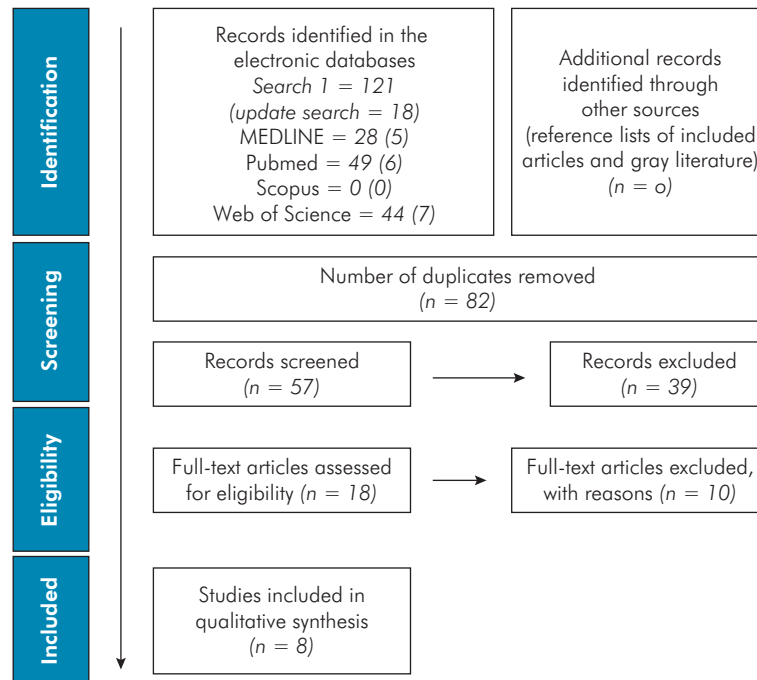 Identification
Records identified in the
electronic databases
Search 1 = 121
(update search = 18)
MEDLINE = 28 (5)
Pubmed = 49 (6)
Scopus = 0 (0)
Web of Science = 44 (7)
Additional records
identified through
other sources
(reference lists of included
articles and gray literature)
(n = o)
Screening
Number of duplicates removed
(n = 82)
Records screened
(n = 57)
Records excluded
(n = 39)
Eligibility
Full-text articles assessed
for eligibility (n = 18)
Full-text articles excluded,
with reasons (n = 10)
Included
Studies included in
qualitative synthesis
(n = 8)